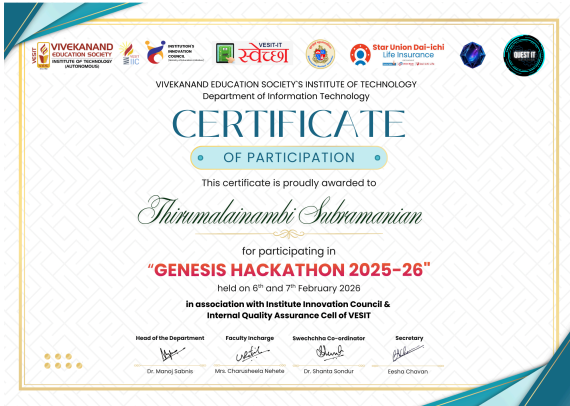 VESIT
VIVEKANAND
EDUCATION SOCIETY
INSTITUTE OF TECHNOLOGY
(AUTONOMOUS)
INSTITUTION'S
INNOVATION
COUNCIL
VESIT-IT
स्वेच्छा
Star Union Dai-ichi
Life Insurance
QUEST IT
VIVEKANAND EDUCATION SOCIETY'S INSTITUTE OF TECHNOLOGY
Department of Information Technology
CERTIFICATE
OF PARTICIPATION
This certificate is proudly awarded to
Thirumalainambi Subramanian
for participating in
“GENESIS HACKATHON 2025-26"
held on 6th and 7th February 2026
in association with Institute Innovation Council &
Internal Quality Assurance Cell of VESIT
Head of the Department Faculty Incharge Swechchha Co-ordinator Secretary
Dr. Manoj Sabnis Mrs. Charusheela Nehete Dr. Shanta Sondur Eesha Chavan